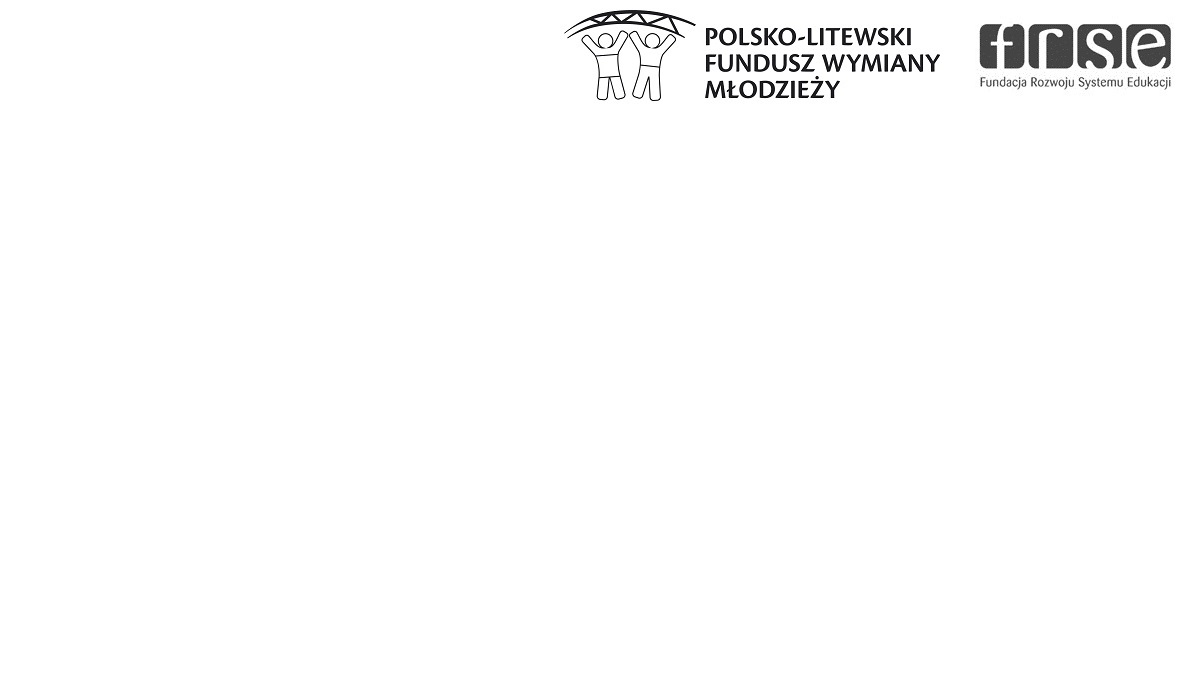 POLSKO-LITEWSKI
FUNDUSZ WYMIANY
MŁODZIEŻY
frse
Fundacja Rozwoju Systemu Edukacji